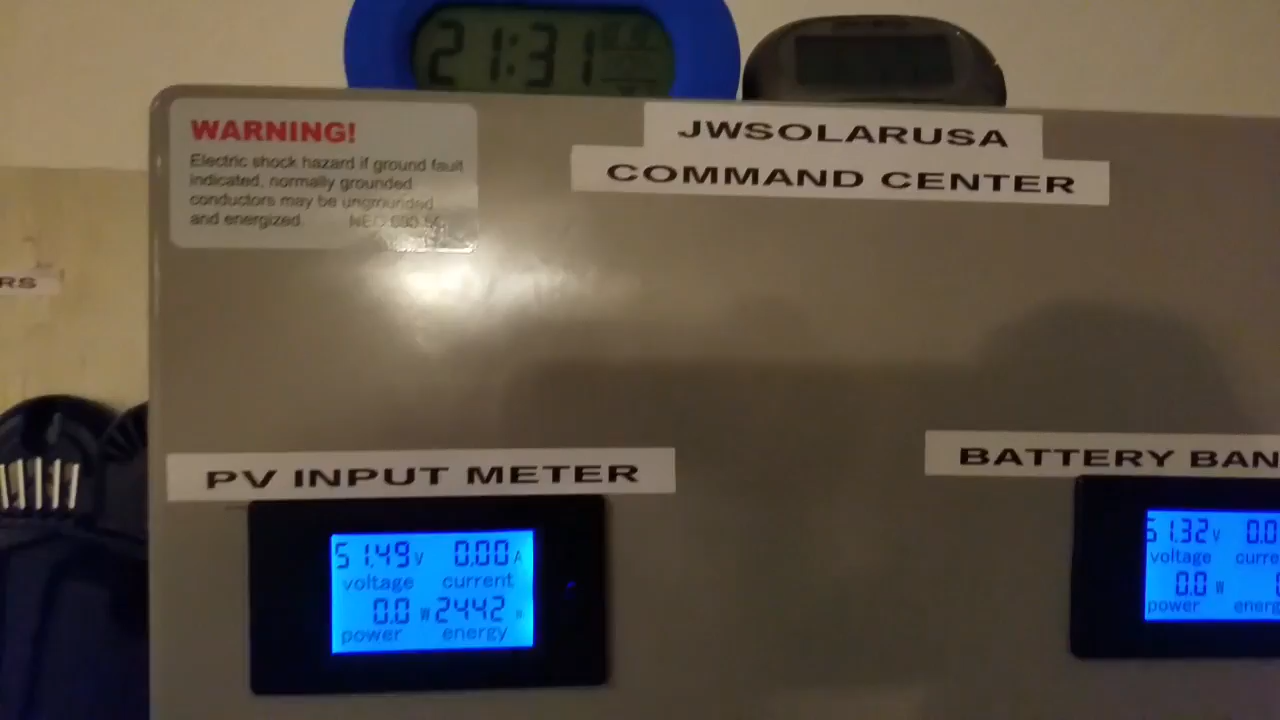 21:31
WARNING!
JWSOLARUSA
Electric shock hazard if ground fault
indicated, normally grounded
conductors may be ungrounded
and energized.
COMMAND CENTER
RS
PV INPUT METER
BATTERY BAN
51.49 V 0.00 A
voltage current
0.0 W 2442
power energy
51.32 V 0.0
voltage curre
0.0 W
power energ